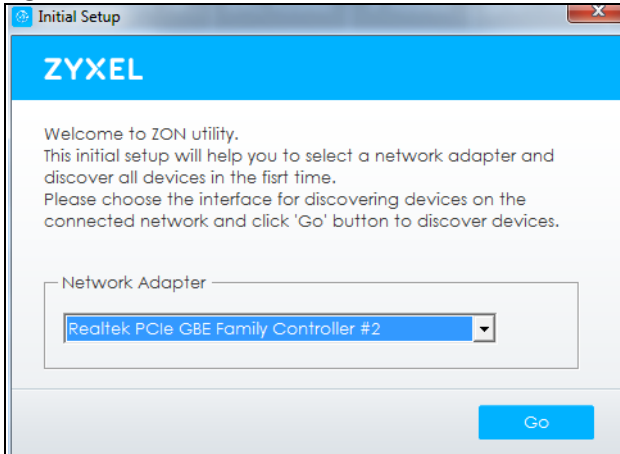 Initial Setup
ZYXEL
Welcome to ZON utility.
This initial setup will help you to select a network adapter and
discover all devices in the fisrt time.
Please choose the interface for discovering devices on the
connected network and click 'Go' button to discover devices.
Network Adapter
Realtek PCIe GBE Family Controller #2
Go